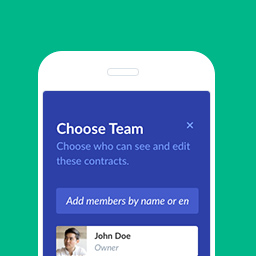 Choose Team
Choose who can see and edit
these contracts.
Add members by name or en
John Doe
Owner